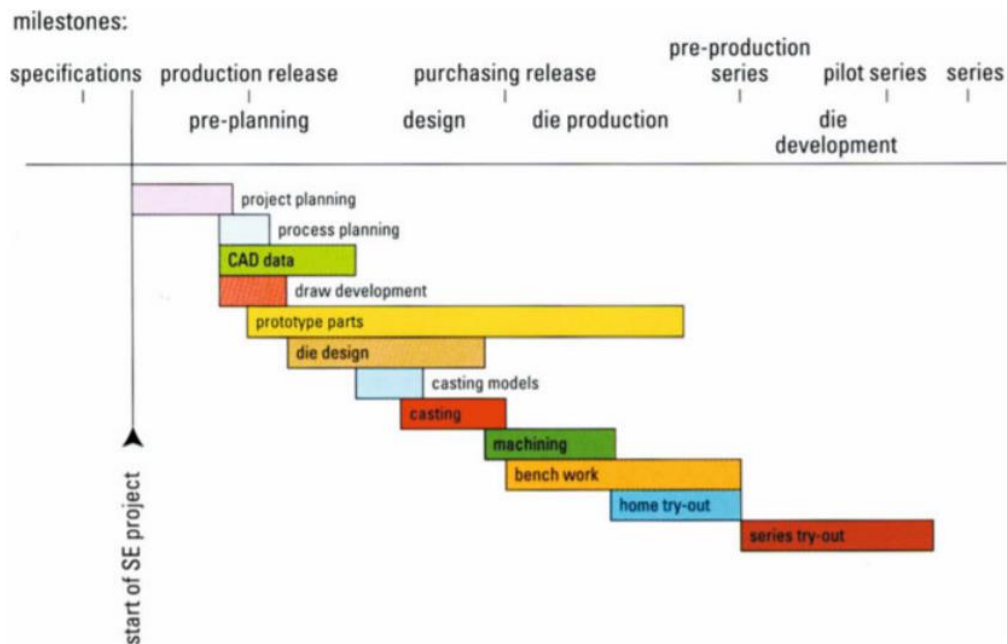 milestones:
specifications production release purchasing release pre-production series pilot series series
pre-planning design die production die development
project planning
process planning
CAD data
draw development
prototype parts
die design
casting models
casting
machining
bench work
home try-out
series try-out
start of SE project